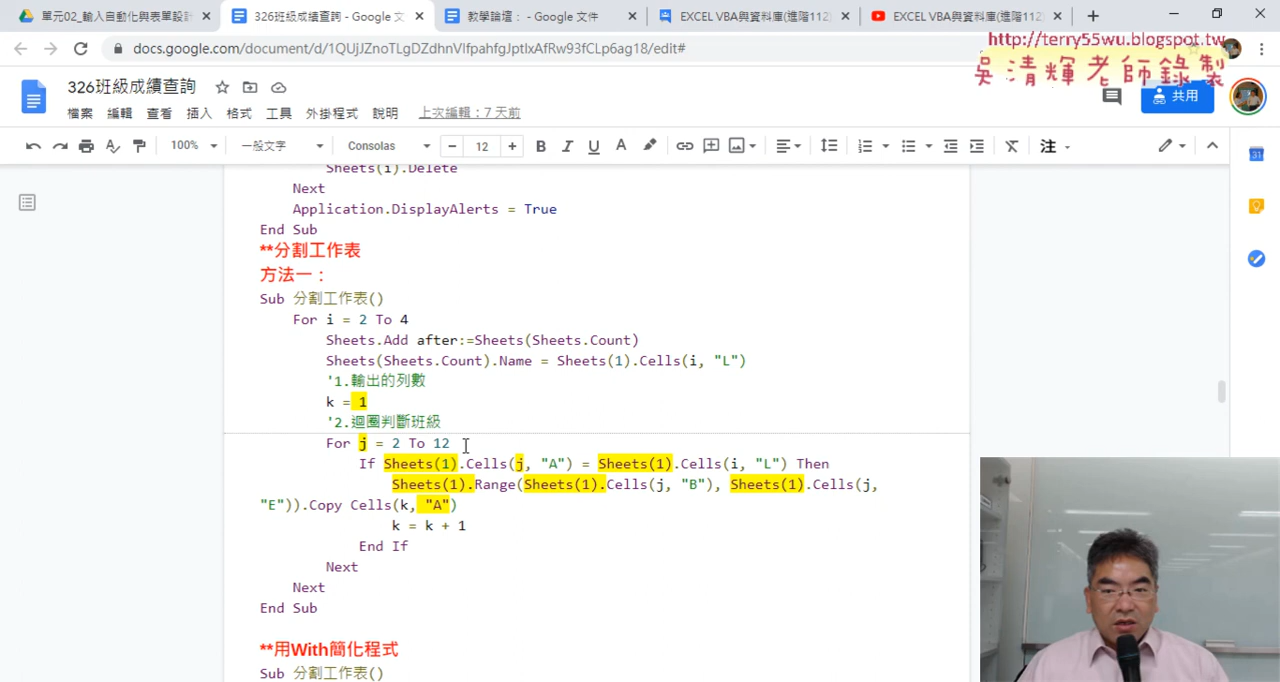 單元02_輸入自動化與表單設計
326班級成績查詢 - Google 文
教學論壇： - Google 文件
EXCEL VBA與資料庫(進階112)
EXCEL VBA與資料庫(進階112)
docs.google.com/document/d/1QUjJZnoTLgDZdhnVlfpahfgJptIxAfRw93fCLp6ag18/edit#
http://terry55wu.blogspot.tw
吳清輝老師錄製
326班級成績查詢
共用
檔案 編輯 查看 插入 格式 工具 外掛程式 說明 上次編輯：7 天前
100% 一般文字 Consolas 12 B I U A 注
Sheets(i).Delete
Next
Application.DisplayAlerts = True
End Sub
**分割工作表
方法一：
Sub 分割工作表()
For i = 2 To 4
Sheets.Add after:=Sheets(Sheets.Count)
Sheets(Sheets.Count).Name = Sheets(1).Cells(i, "L")
'1.輸出的列數
k = 1
'2.迴圈判斷班級
For j = 2 To 12
If Sheets(1).Cells(j, "A") = Sheets(1).Cells(i, "L") Then
Sheets(1).Range(Sheets(1).Cells(j, "B"), Sheets(1).Cells(j,
"E")).Copy Cells(k, "A")
k = k + 1
End If
Next
Next
End Sub
**用With簡化程式
Sub 分割工作表()
31